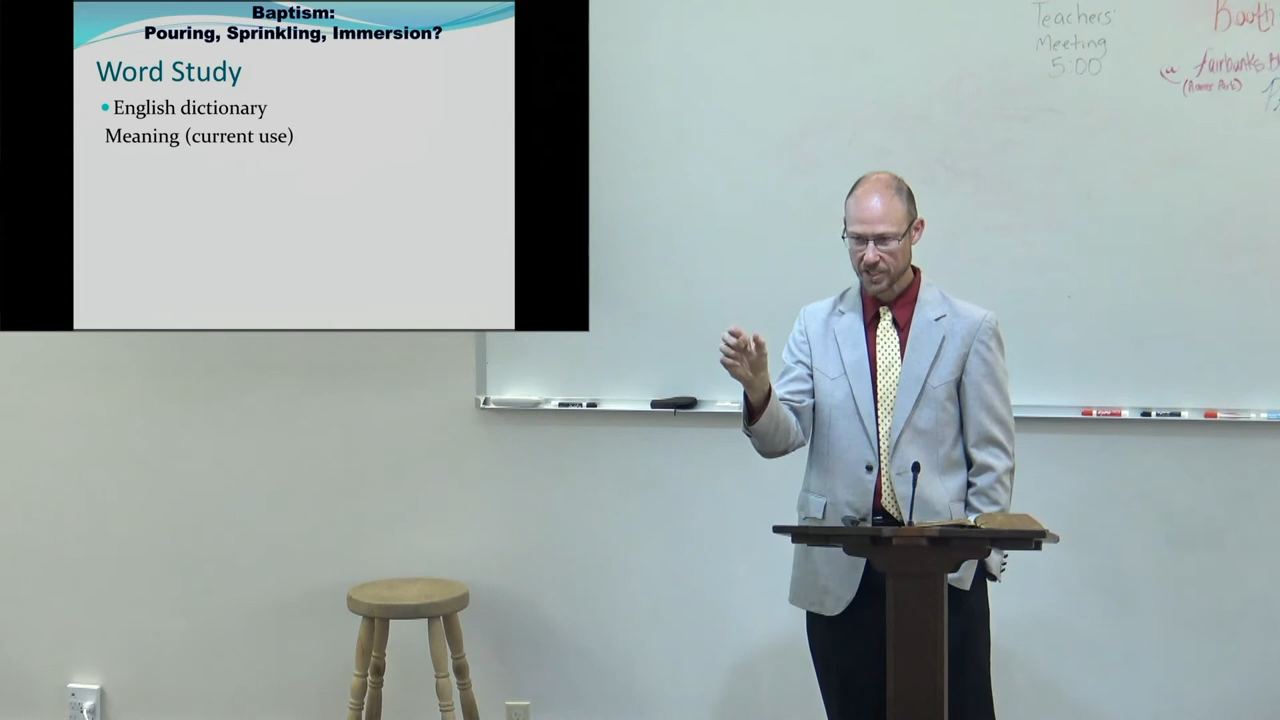 Baptism:
Pouring, Sprinkling, Immersion?
Word Study
• English dictionary
Meaning (current use)
Teachers'
Meeting
5:00
Booth
fairbanks